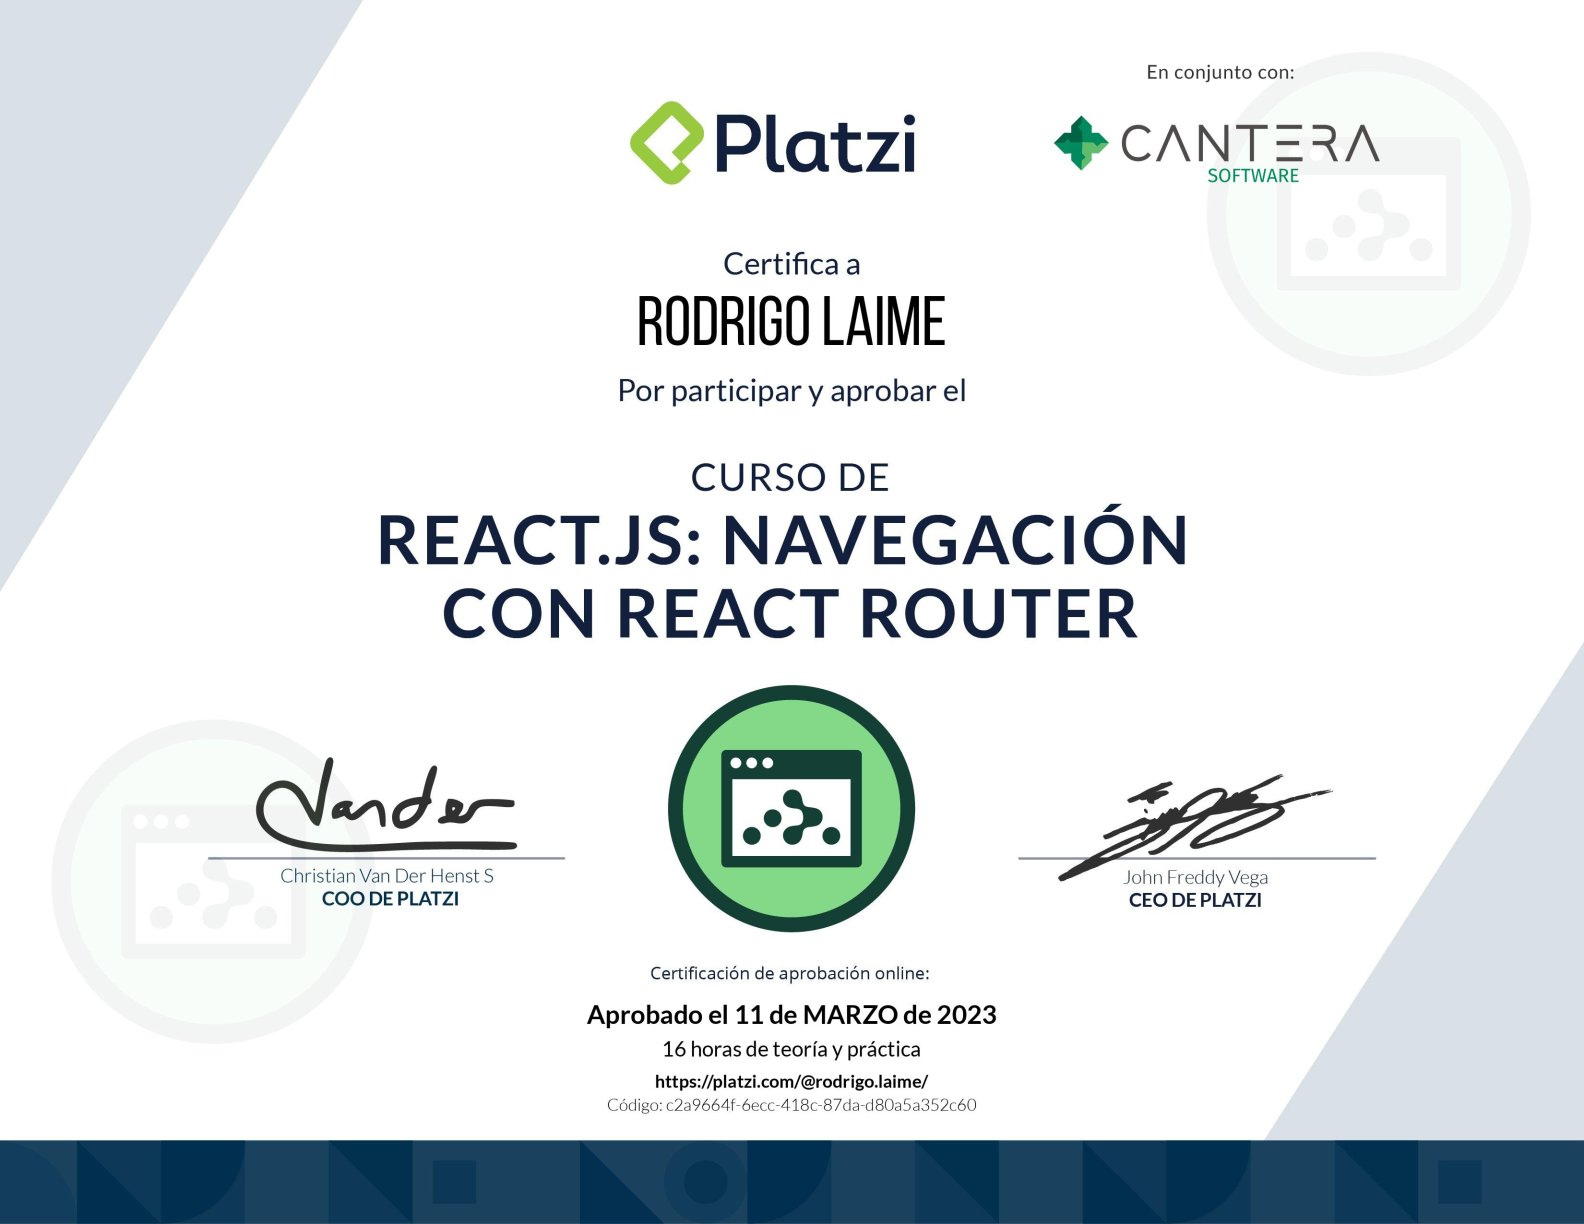 En conjunto con:
Platzi
CANTERA
SOFTWARE
Certifica a
RODRIGO LAIME
Por participar y aprobar el
CURSO DE
REACT.JS: NAVEGACIÓN
CON REACT ROUTER
Vander
Christian Van Der Henst S
COO DE PLATZI
John Freddy Vega
CEO DE PLATZI
Certificación de aprobación online:
Aprobado el 11 de MARZO de 2023
16 horas de teoría y práctica
https://platzi.com/@rodrigo.laime/
Código: c2a9664f-6ecc-418c-87da-d80a5a352c60